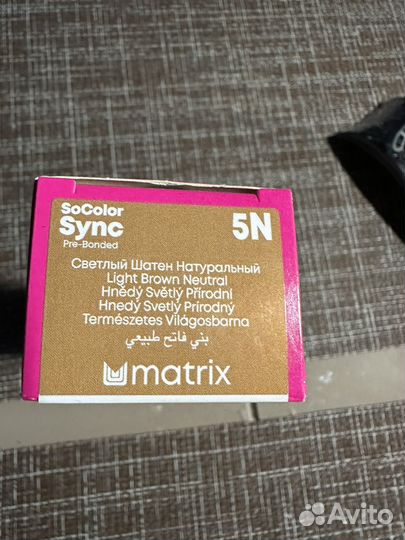 SoColor
Sync
Pre-Bonded
5N
Светлый Шатен Натуральный
Light Brown Neutral
Hnědý Světlý Přírodní
Hnedý Svetlý Prírodný
Természetes Világosbarna
بني فاتح طبيعي
matrix
Avito